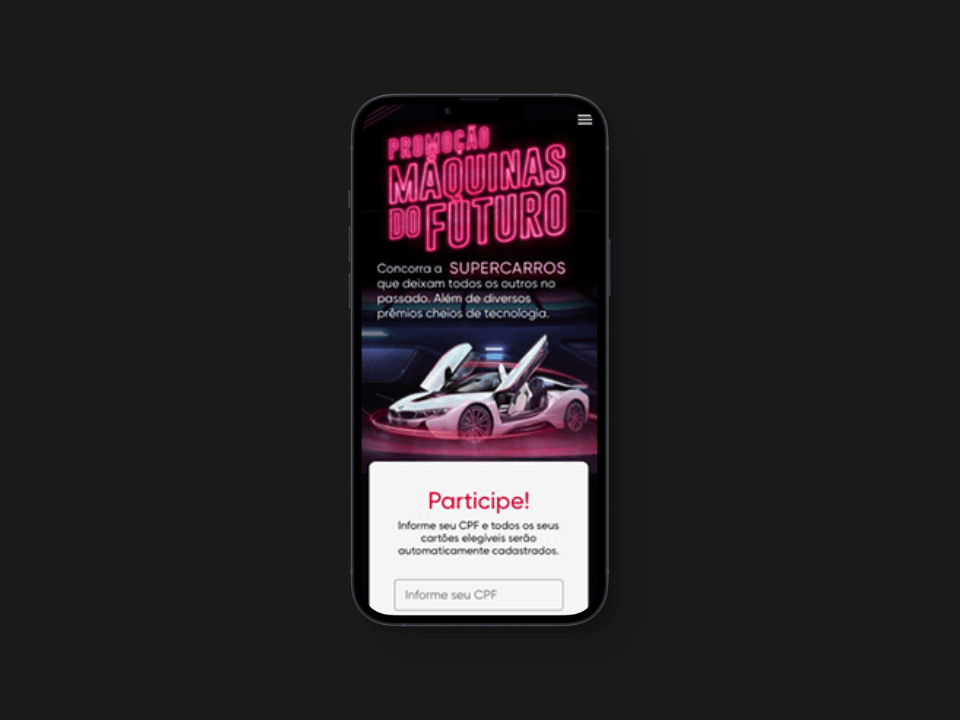 PROMOÇÃO
MÁQUINAS
DO FUTURO
Concorra a SUPERCARROS
que deixam todos os outros no
passado. Além de diversos
prêmios cheios de tecnologia.
Participe!
Informe seu CPF e todos os seus
cartões elegíveis serão
automaticamente cadastrados.
Informe seu CPF